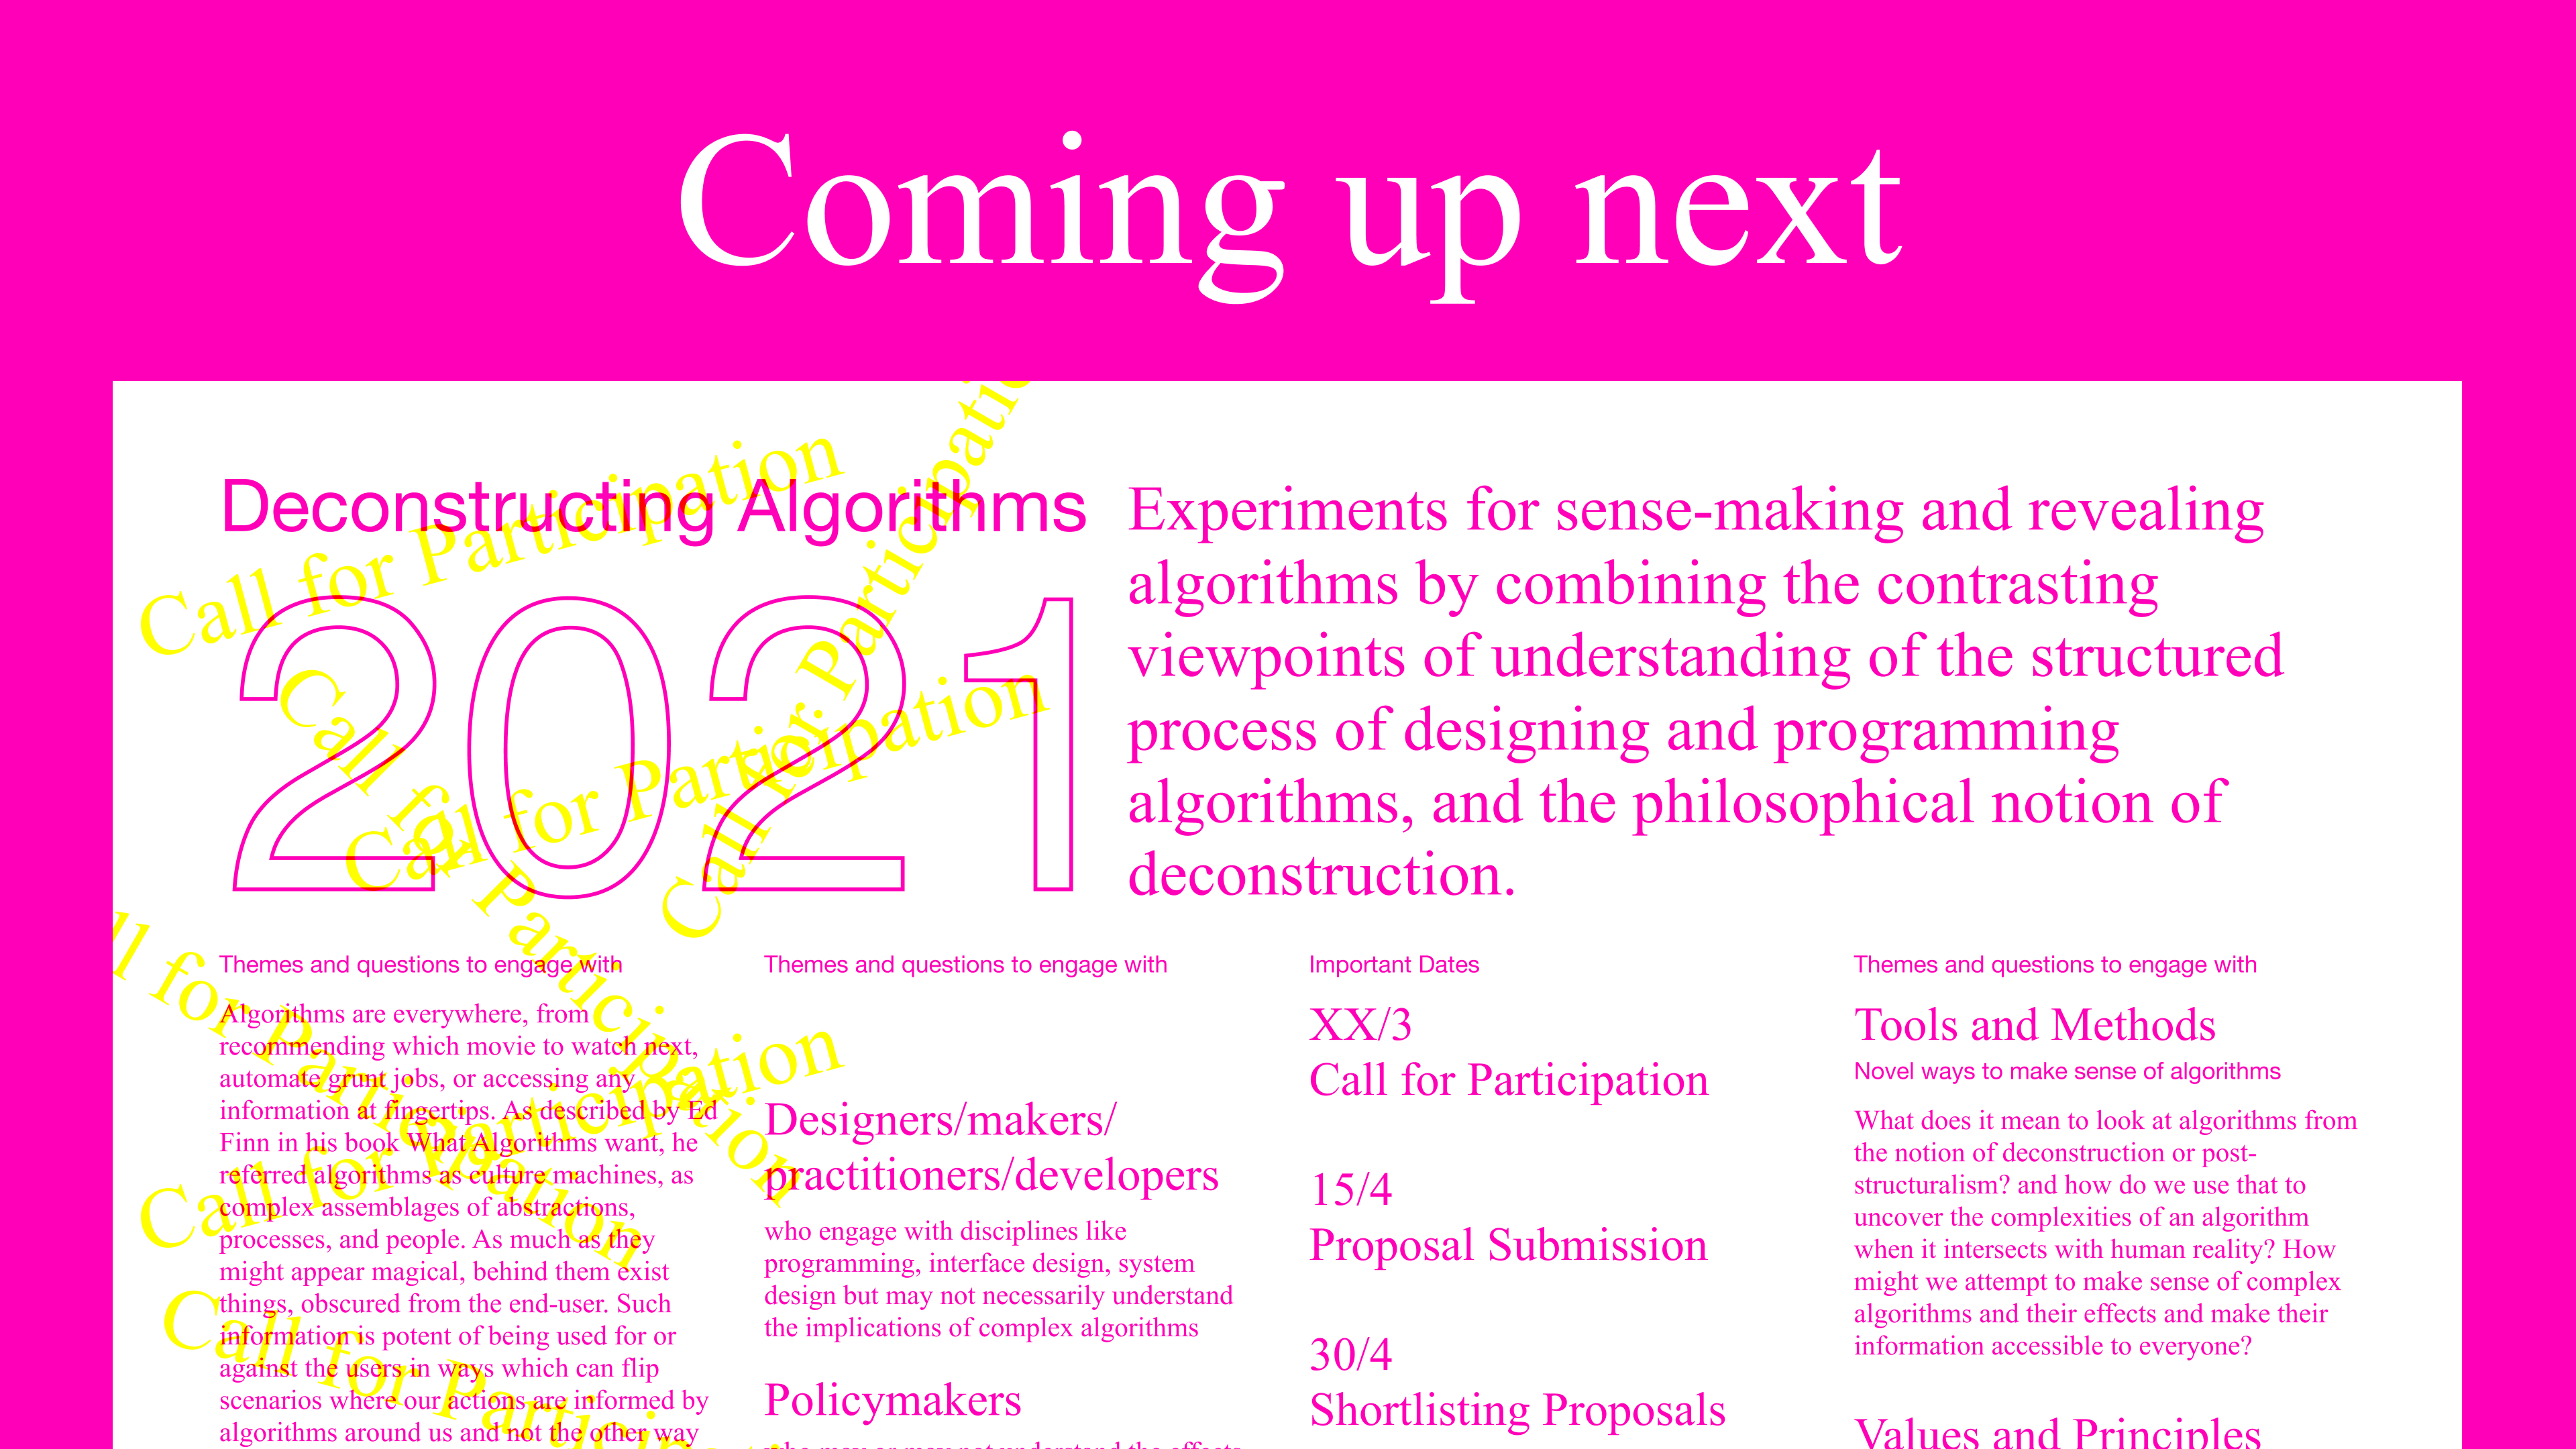 Coming up next
Deconstructing Algorithms
2021
Experiments for sense-making and revealing
algorithms by combining the contrasting
viewpoints of understanding of the structured
process of designing and programming
algorithms, and the philosophical notion of
deconstruction.
Call for Participation
Call for Participation
Call for Participation
Call for Participation
Call for Participation
Call for Participation
Call for
Themes and questions to engage with
Algorithms are everywhere, from
recommending which movie to watch next,
automate grunt jobs, or accessing any
information at fingertips. As described by Ed
Finn in his book What Algorithms want, he
referred algorithms as culture machines, as
complex assemblages of abstractions,
processes, and people. As much as they
might appear magical, behind them exist
things, obscured from the end-user. Such
information is potent of being used for or
against the users in ways which can flip
scenarios where our actions are informed by
algorithms around us and not the other way
Themes and questions to engage with
Designers/makers/
practitioners/developers
who engage with disciplines like
programming, interface design, system
design but may not necessarily understand
the implications of complex algorithms
Policymakers
Important Dates
XX/3
Call for Participation
15/4
Proposal Submission
30/4
Shortlisting Proposals
Themes and questions to engage with
Tools and Methods
Novel ways to make sense of algorithms
What does it mean to look at algorithms from
the notion of deconstruction or post-
structuralism? and how do we use that to
uncover the complexities of an algorithm
when it intersects with human reality? How
might we attempt to make sense of complex
algorithms and their effects and make their
information accessible to everyone?
Values and Principles